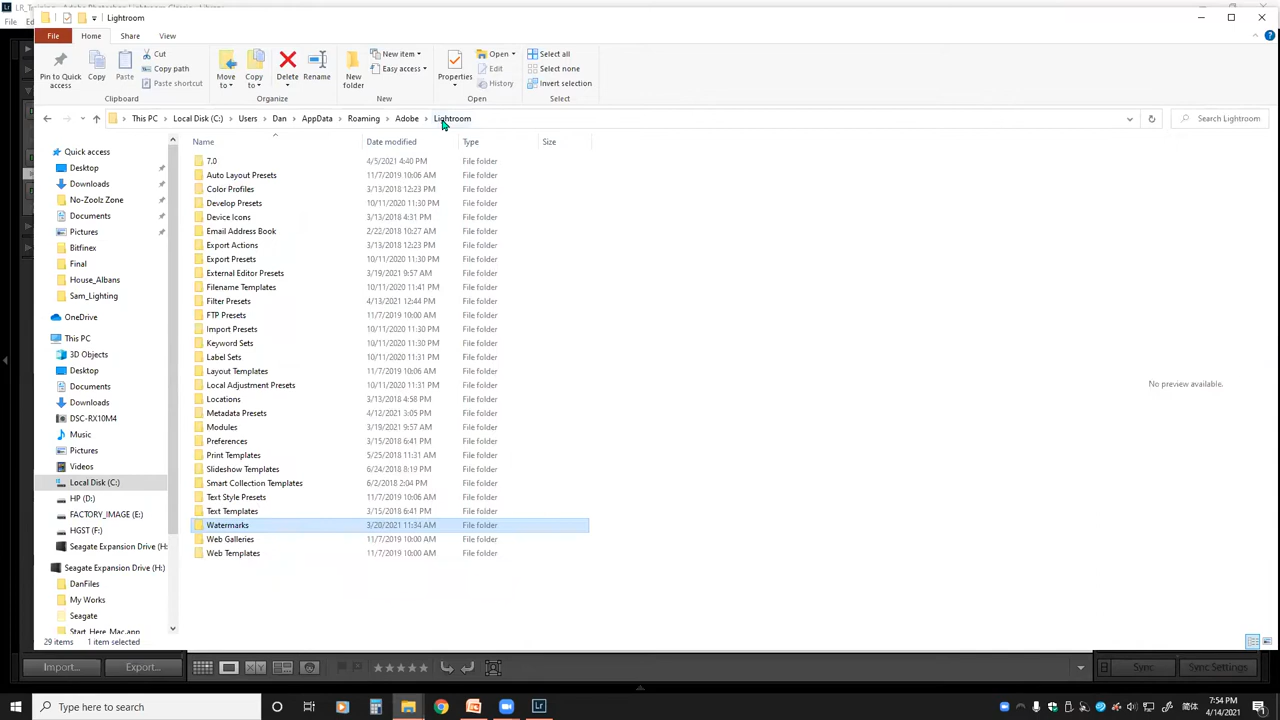 LR_Training - Adobe Photoshop Lightroom Classic - Library
Lightroom
File
File Home Share View
Pin to Quick access
Copy
Paste
Cut
Copy path
Paste shortcut
Clipboard
Move to
Copy to
Delete
Rename
Organize
New folder
New item
Easy access
New
Properties
Open
Edit
History
Open
Select all
Select none
Invert selection
Select
This PC > Local Disk (C:) > Users > Dan > AppData > Roaming > Adobe > Lightroom
Search Lightroom
Name Date modified Type Size
Quick access
Desktop
Downloads
No-Zoolz Zone
Documents
Pictures
Bitfinex
Final
House_Albans
Sam_Lighting
OneDrive
This PC
3D Objects
Desktop
Documents
Downloads
DSC-RX10M4
Music
Pictures
Videos
Local Disk (C:)
HP (D:)
FACTORY_IMAGE (E:)
HGST (F:)
Seagate Expansion Drive (H:
Seagate Expansion Drive (H:)
DanFiles
My Works
Seagate
Start_Here_Mac.app
7.0 4/5/2021 4:40 PM File folder
Auto Layout Presets 11/7/2019 10:06 AM File folder
Color Profiles 3/13/2018 12:23 PM File folder
Develop Presets 10/11/2020 11:30 PM File folder
Device Icons 3/13/2018 4:31 PM File folder
Email Address Book 2/22/2018 10:27 AM File folder
Export Actions 3/13/2018 12:23 PM File folder
Export Presets 10/11/2020 11:30 PM File folder
External Editor Presets 3/19/2021 9:57 AM File folder
Filename Templates 10/11/2020 11:41 PM File folder
Filter Presets 4/13/2021 12:44 PM File folder
FTP Presets 11/7/2019 10:00 AM File folder
Import Presets 10/11/2020 11:30 PM File folder
Keyword Sets 10/11/2020 11:30 PM File folder
Label Sets 10/11/2020 11:31 PM File folder
Layout Templates 11/7/2019 10:06 AM File folder
Local Adjustment Presets 10/11/2020 11:31 PM File folder
Locations 3/13/2018 4:58 PM File folder
Metadata Presets 4/12/2021 3:05 PM File folder
Modules 3/19/2021 9:57 AM File folder
Preferences 3/15/2018 6:41 PM File folder
Print Templates 5/25/2018 11:31 AM File folder
Slideshow Templates 6/24/2018 8:19 PM File folder
Smart Collection Templates 6/2/2018 2:04 PM File folder
Text Style Presets 11/7/2019 10:06 AM File folder
Text Templates 3/15/2018 6:41 PM File folder
Watermarks 3/20/2021 11:34 AM File folder
Web Galleries 11/7/2019 10:00 AM File folder
Web Templates 11/7/2019 10:00 AM File folder
No preview available.
29 items 1 item selected
Import... Export... XY Sync Sync Settings
Type here to search
简体
7:54 PM
4/14/2021